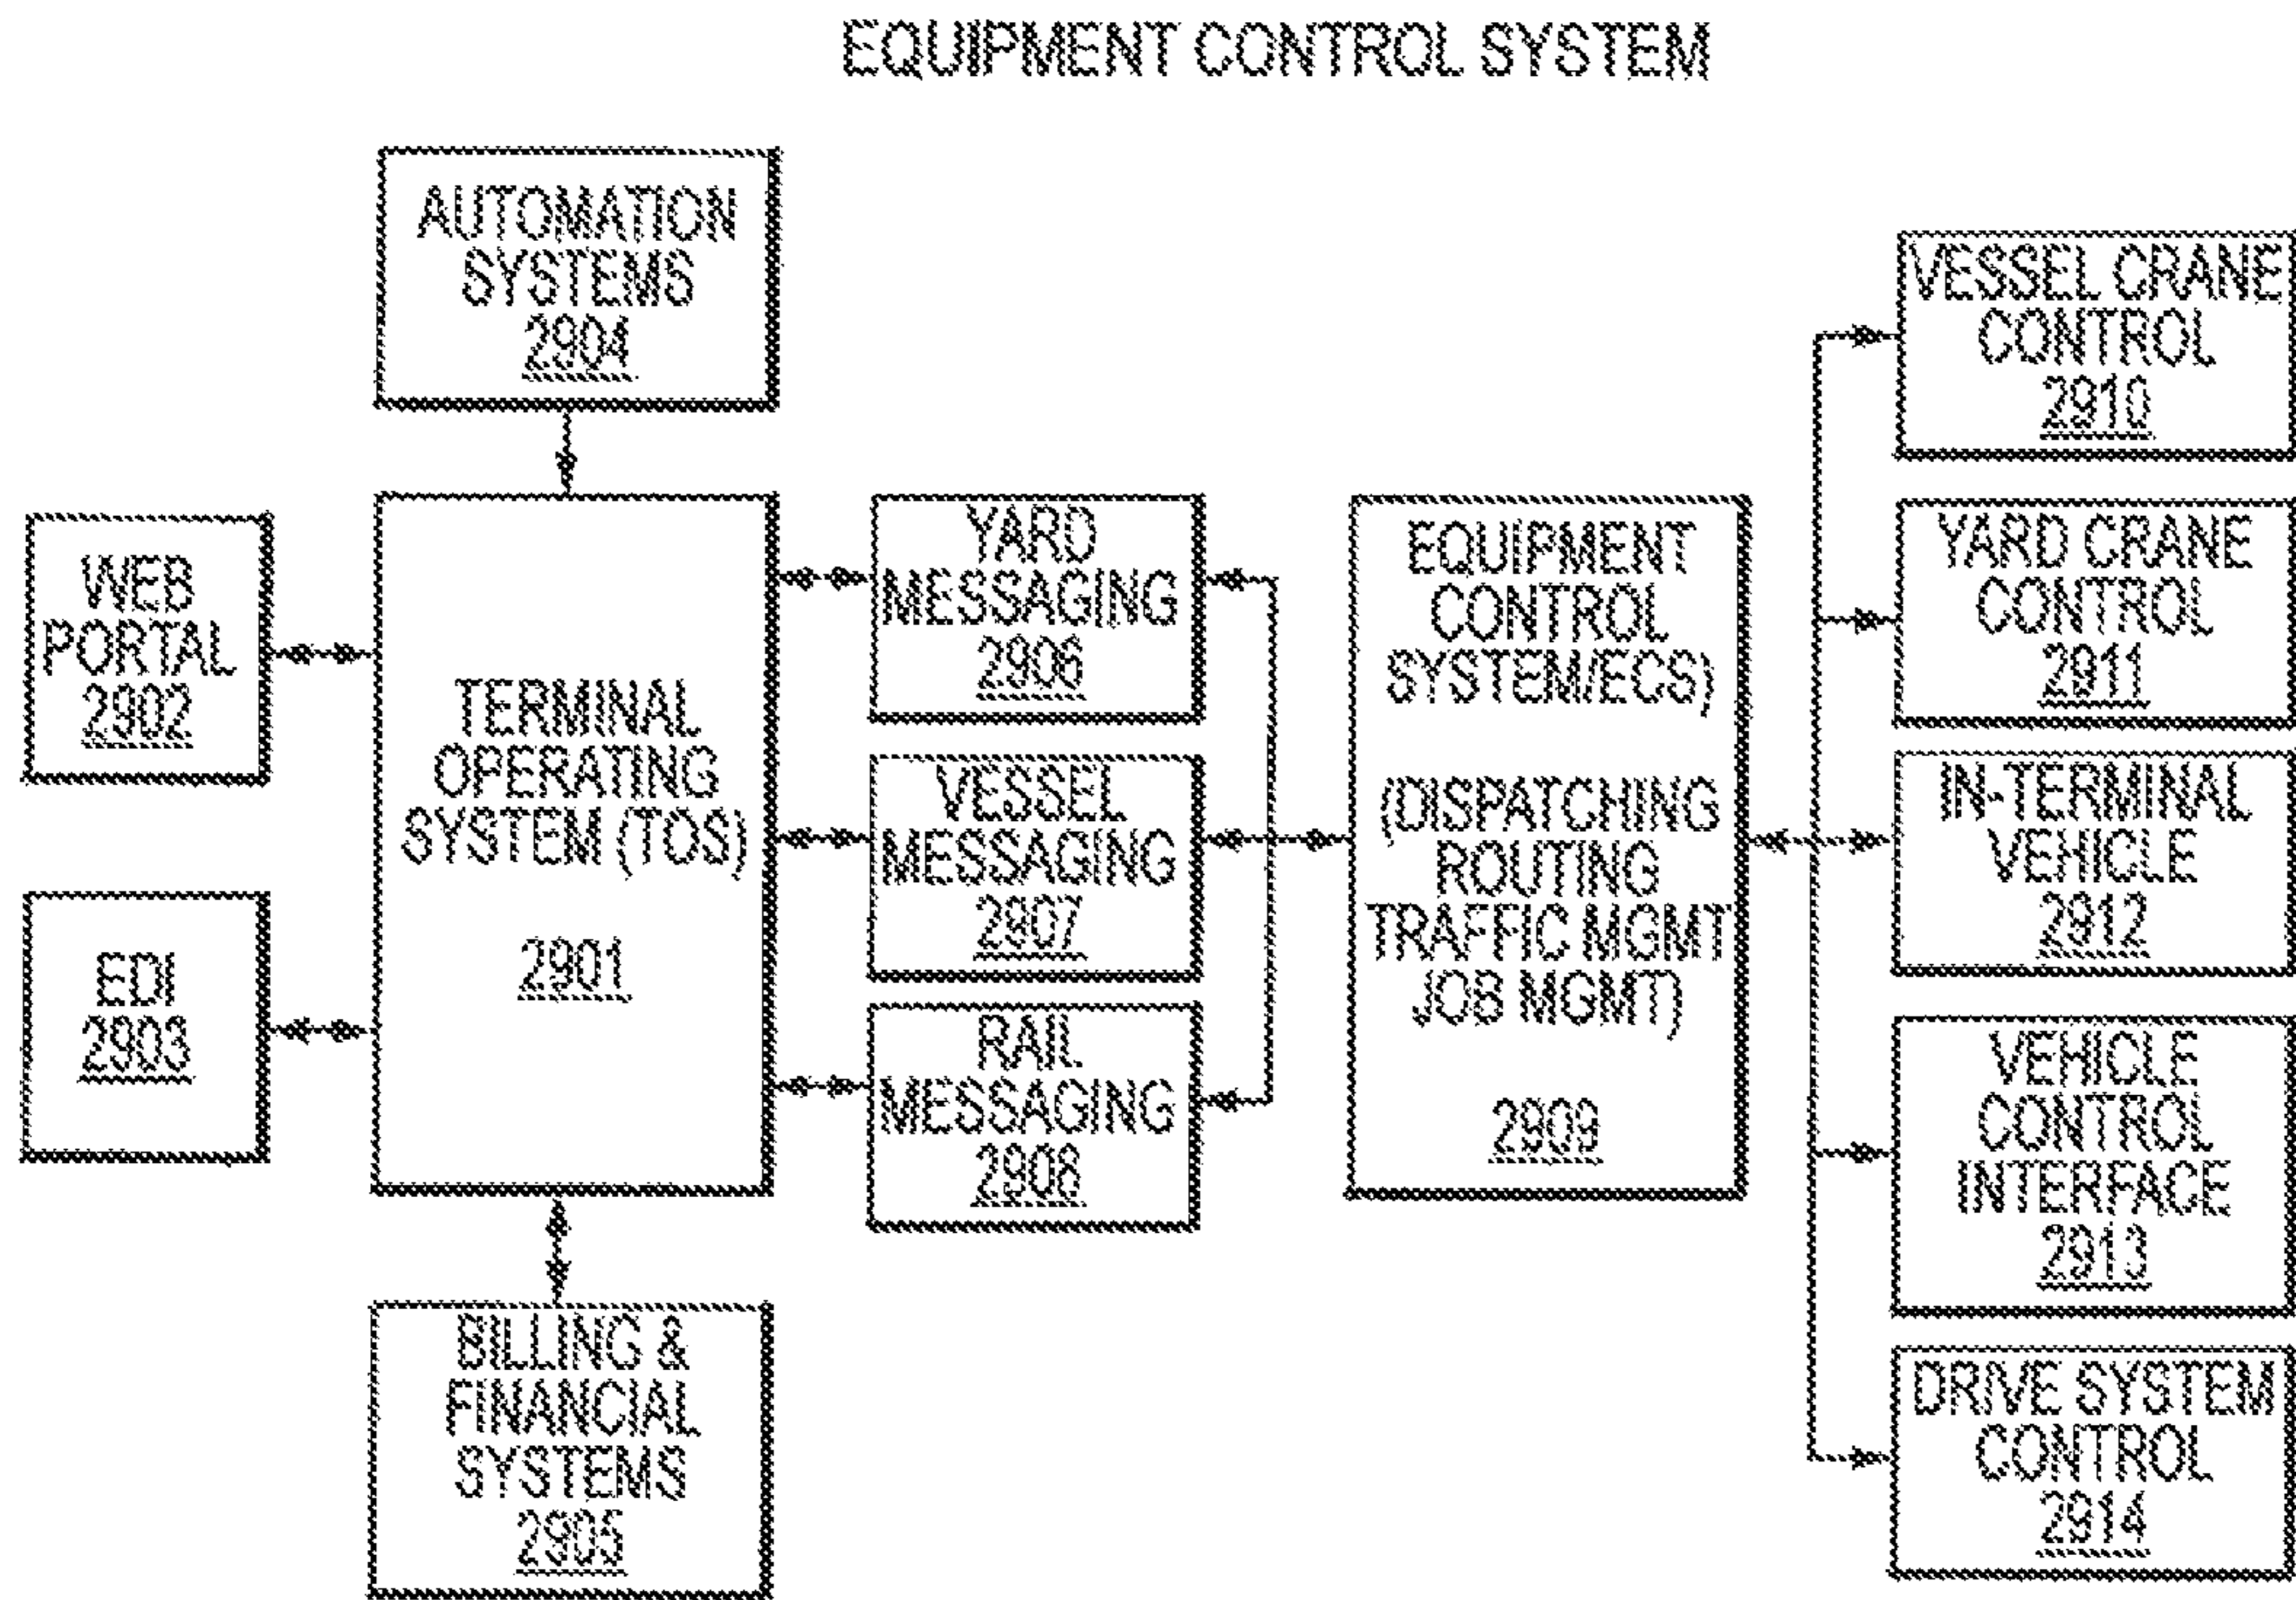 EQUIPMENT CONTROL SYSTEM
AUTOMATION
SYSTEMS
2904
WEB
PORTAL
2902
EDI
2903
TERMINAL
OPERATING
SYSTEM (TOS)
2901
BILLING &
FINANCIAL
SYSTEMS
2905
YARD
MESSAGING
2906
VESSEL
MESSAGING
2907
RAIL
MESSAGING
2908
EQUIPMENT
CONTROL
SYSTEM/ECS)
(DISPATCHING
ROUTING
TRAFFIC MGMT
JOB MGMT)
2909
VESSEL CRANE
CONTROL
2910
YARD CRANE
CONTROL
2911
IN-TERMINAL
VEHICLE
2912
VEHICLE
CONTROL
INTERFACE
2913
DRIVE SYSTEM
CONTROL
2914